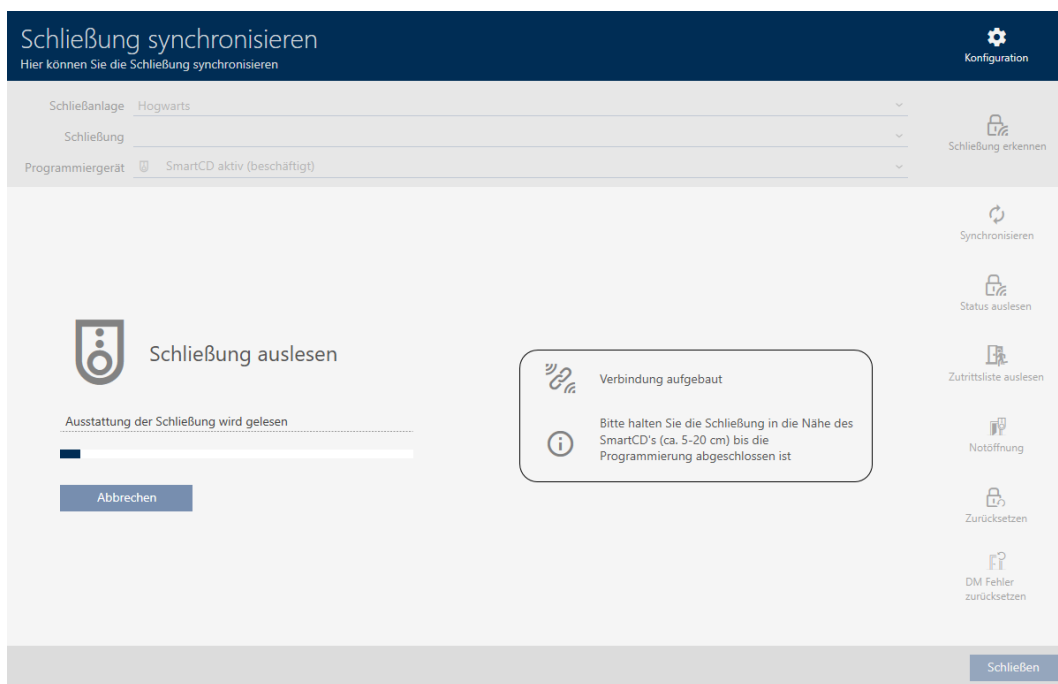 Schließung synchronisieren
Hier können Sie die Schließung synchronisieren
Konfiguration
Schließanlage Hogwarts
Schließung
Programmiergerät SmartCD aktiv (beschäftigt)
Schließung erkennen
Synchronisieren
Status auslesen
Schließung auslesen
Zutrittsliste auslesen
Verbindung aufgebaut
Ausstattung der Schließung wird gelesen
Bitte halten Sie die Schließung in die Nähe des
SmartCD's (ca. 5-20 cm) bis die
Programmierung abgeschlossen ist
Notöffnung
Abbrechen
Zurücksetzen
DM Fehler
zurücksetzen
Schließen